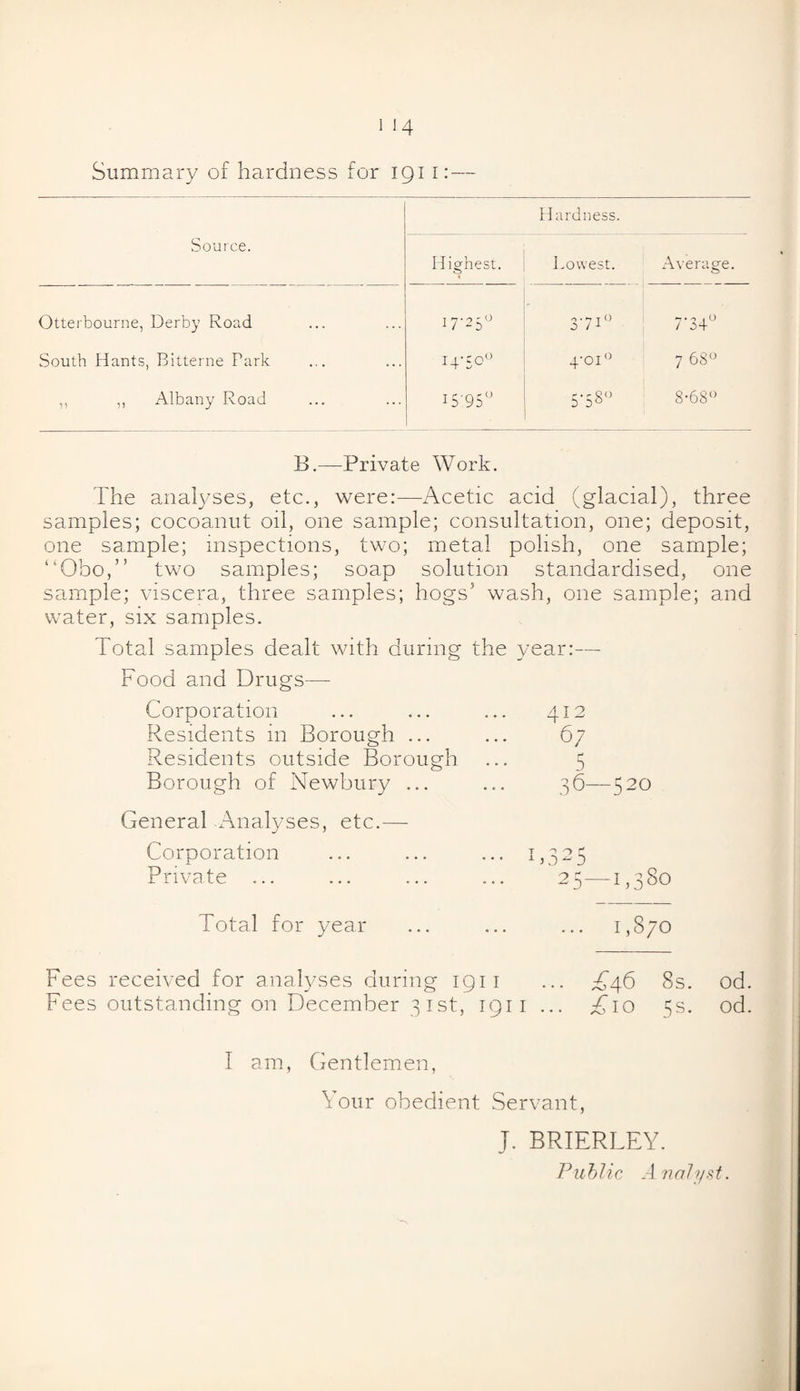 114
Summary of hardness for 1911:—
Source.
Hardness.
Highest. Lowest. Average.
Otterbourne, Derby Road ... ... 17·25° 3·71° 7·34°
South Hants, Bitterne Park ... ... 14·50° 4·01° 7 68°
,, ,, Albany Road ... ... 15·95° 5·58° 8·68°
B.—Private Work.
The analyses, etc., were:—Acetic acid (glacial), three
samples; cocoanut oil, one sample; consultation, one; deposit,
one sample; inspections, two; metal polish, one sample;
“Obo,” two samples; soap solution standardised, one
sample; viscera, three samples; hogs’ wash, one sample; and
water, six samples.
Total samples dealt with during the year:—
Food and Drugs—
Corporation ... ... ... 412
Residents in Borough ... ... 67
Residents outside Borough ... 5
Borough of Newbury ... ... 36—520
General Analyses, etc.—
Corporation ... ... ... 1,325
Private ... ... ... ... 25—1,380
Total for year ... ... ... 1,870
Fees received for analyses during 1911 ... £46 8s. 0d.
Fees outstanding on December 31st, 1911 ... £10 5s. 0d.
I am, Gentlemen,
Your obedient Servant,
J. BRIERLEY.
Public Analyst.